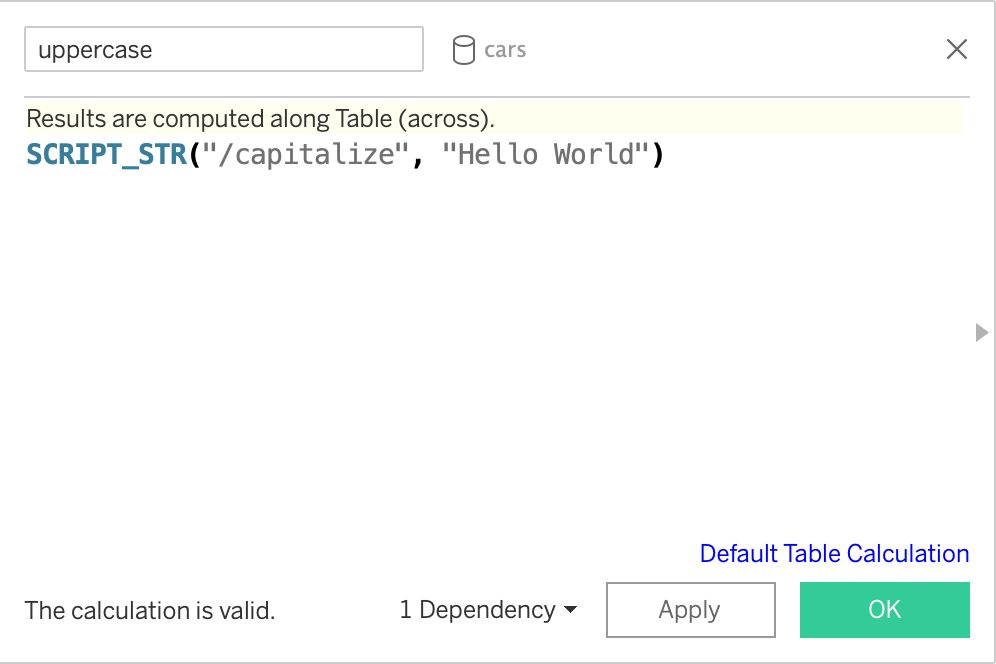 uppercase
cars
Results are computed along Table (across).
SCRIPT_STR("/capitalize", "Hello World")
Default Table Calculation
The calculation is valid.
1 Dependency
Apply
OK